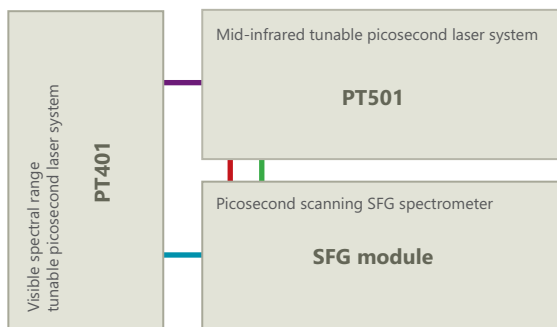 Visible spectral range
tunable picosecond laser system
PT401
Mid-infrared tunable picosecond laser system
PT501
Picosecond scanning SFG spectrometer
SFG module